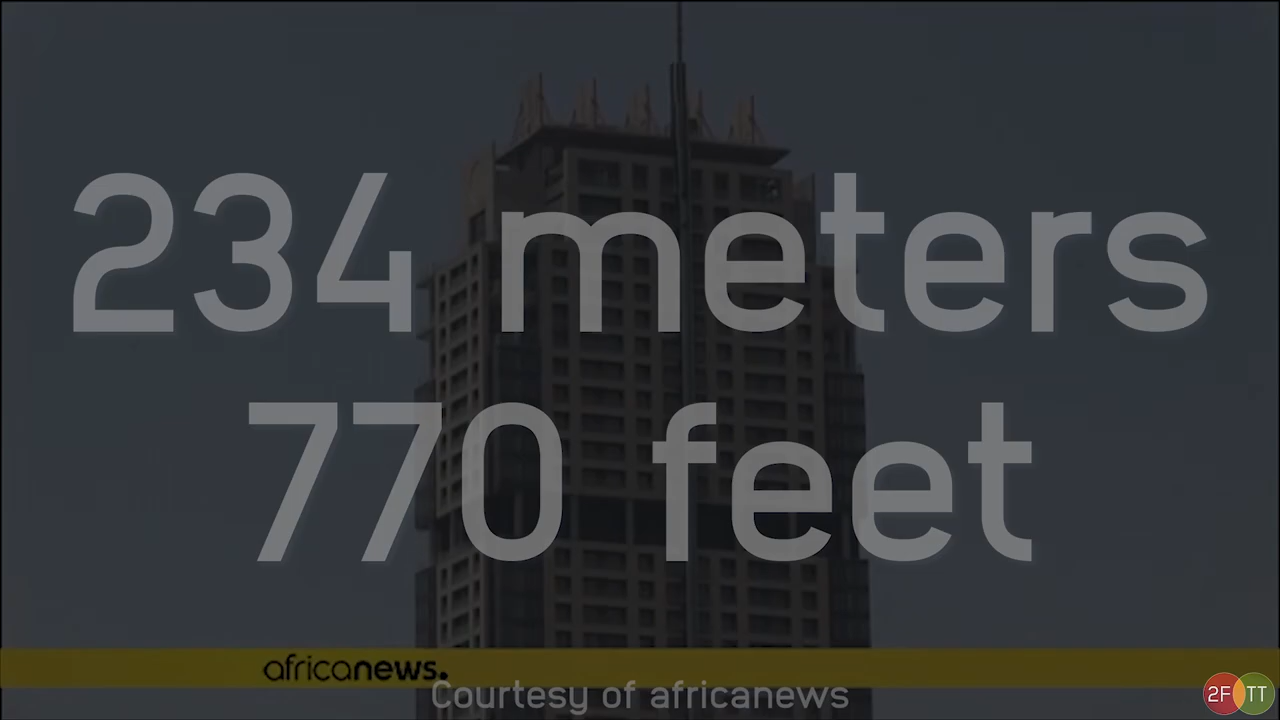 234 meters
770 feet
africanews.
Courtesy of africanews
2F TT